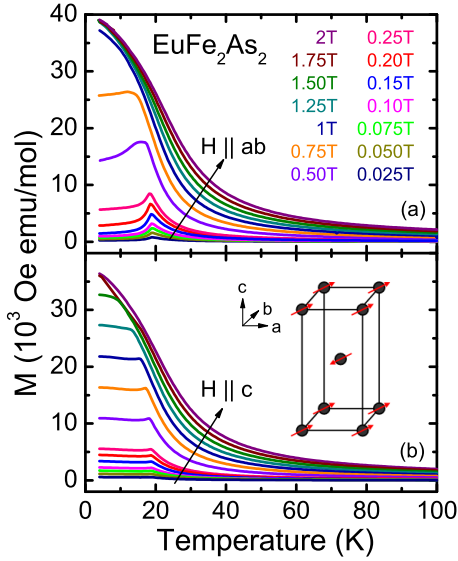 EuFe2As2
2T 0.25T
1.75T 0.20T
1.50T 0.15T
1.25T 0.10T
1T 0.075T
0.75T 0.050T
0.50T 0.025T
H || ab
(a)
40
30
20
10
0
M (10³ Oe emu/mol)
c
b
a
H || c
(b)
30
20
10
0
0 20 40 60 80 100
Temperature (K)